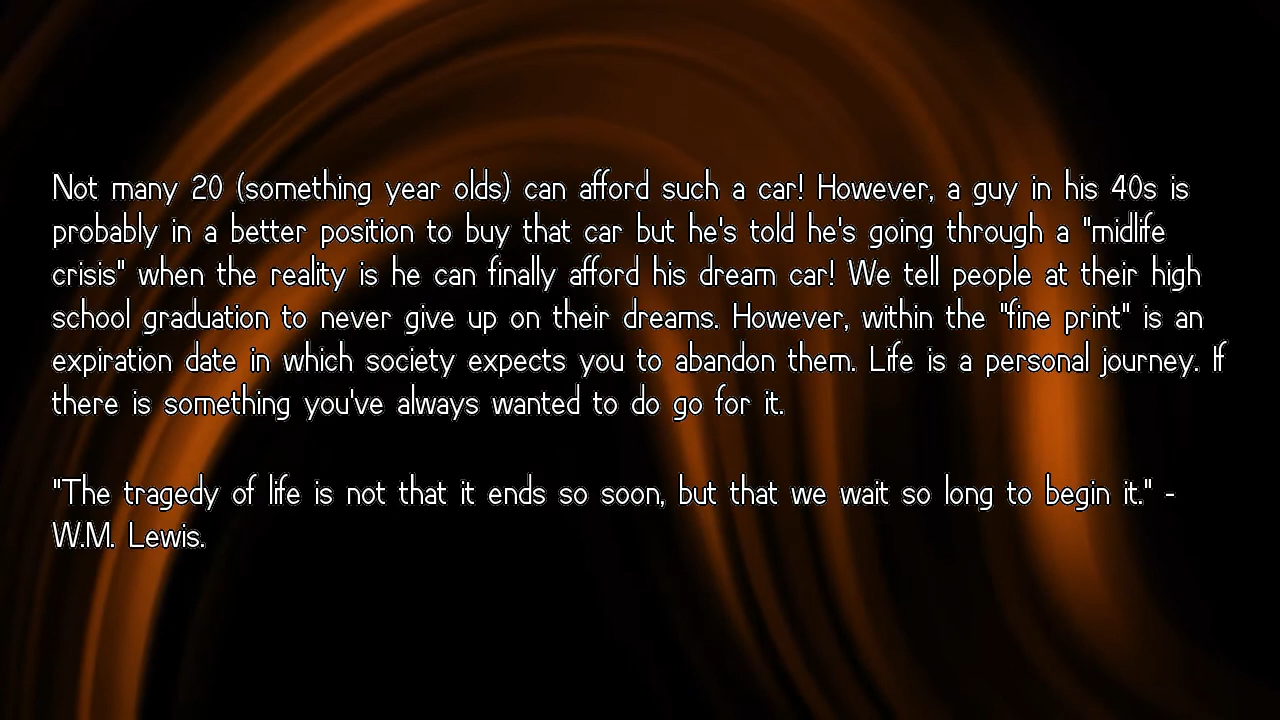 Not many 20 (something year olds) can afford such a car! However, a guy in his 40s is
probably in a better position to buy that car but he's told he's going through a "midlife
crisis" when the reality is he can finally afford his dream car! We tell people at their high
school graduation to never give up on their dreams. However, within the "fine print" is an
expiration date in which society expects you to abandon them. Life is a personal journey. If
there is something you've always wanted to do go for it.
"The tragedy of life is not that it ends so soon, but that we wait so long to begin it." -
W.M. Lewis.